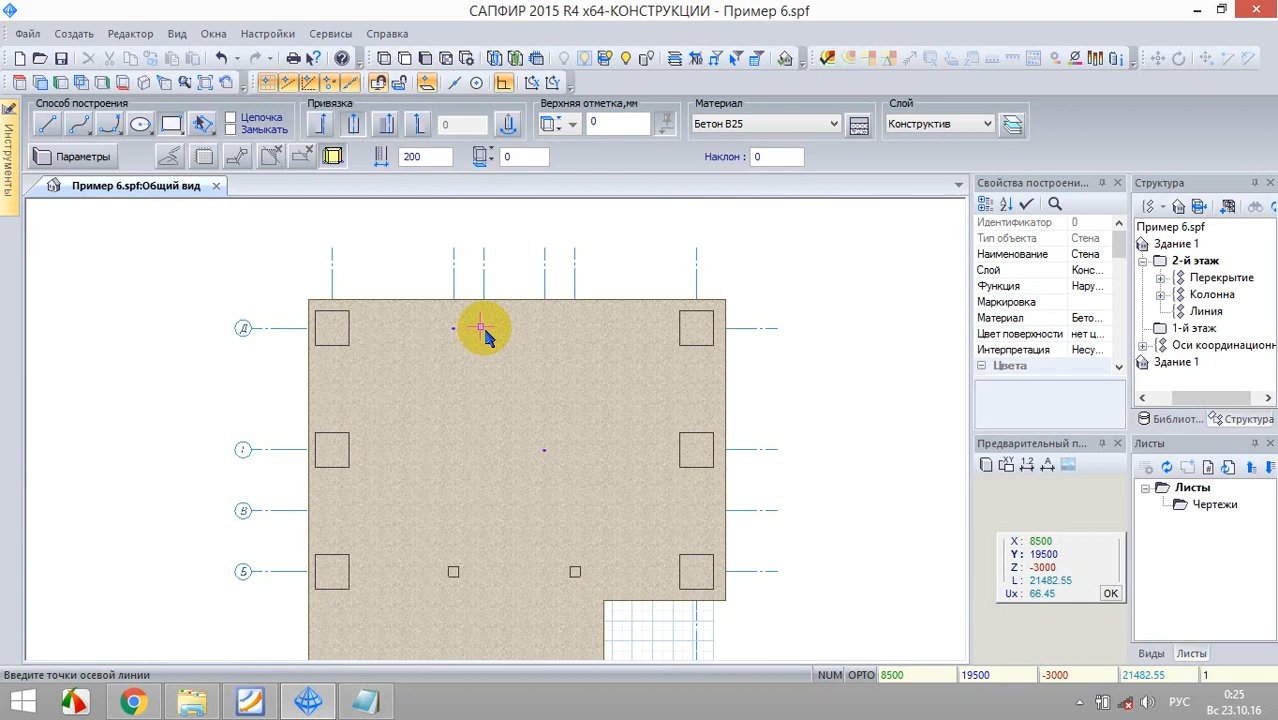 САПФИР 2015 R4 x64-КОНСТРУКЦИИ - Пример 6.spf
Файл Создать Редактор Вид Окна Настройки Сервисы Справка
Способ построения Привязка Верхняя отметка,мм Материал Слой
Цепочка
Замыкать
0 0 Бетон B25 Конструктив
Параметры 200 0 Наклон : 0
Инструменты
Пример 6.spf:Общий вид
Свойства построени...
Идентификатор 0
Тип объекта Стена
Наименование Стена
Слой Конс...
Функция Нару...
Маркировка
Материал Бето...
Цвет поверхности нет ц...
Интерпретация Несу...
Цвета
Структура
Пример 6.spf
Здание 1
2-й этаж
Перекрытие
Колонна
Линия
1-й этаж
Оси координацион
Здание 1
Библиот... Структура
Д
В
Б
Предварительный п...
1.2 A
X : 8500
Y : 19500
Z : -3000
L : 21482.55
Ux : 66.45
OK
Листы
Листы
Чертежи
Виды Листы
Введите точки осевой линии NUM ОРТО 8500 19500 -3000 21482.55 1
РУС
0:25
Вс 23.10.16